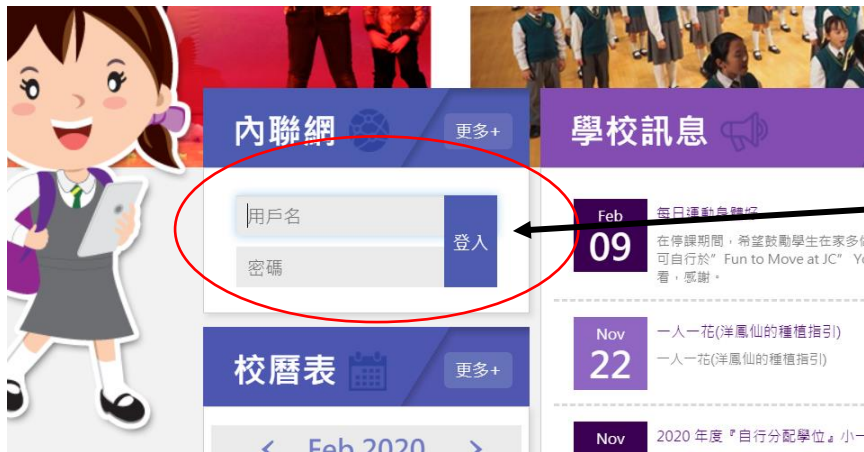 內聯網
更多+
用戶名
密碼
登入
校曆表
更多+
Feb 2020
學校訊息
Feb
09
每日運動身體好
在停課期間，希望鼓勵學生在家多
可自行於” Fun to Move at JC”
看，感謝。
Nov
22
一人一花(洋鳳仙的種植指引)
一人一花(洋鳳仙的種植指引)
Nov
2020 年度『自行分配學位』小一